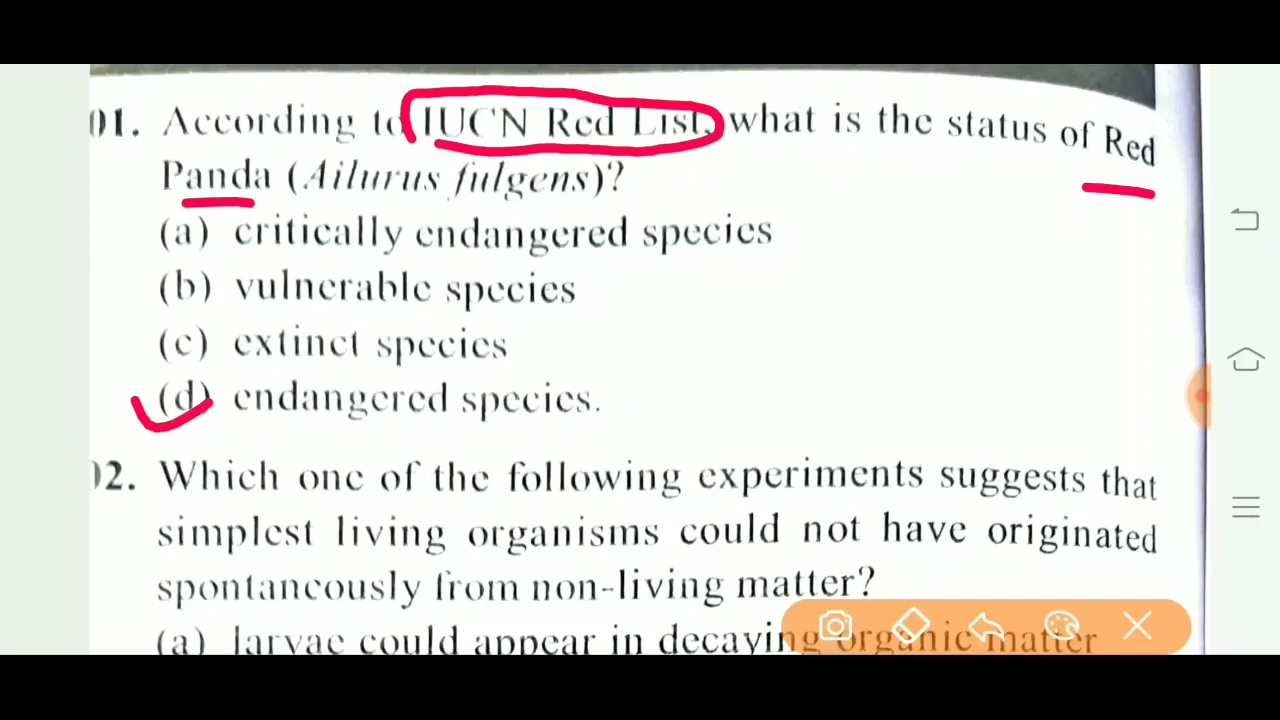 01. According to IUCN Red List, what is the status of Red
Panda (Ailurus fulgens)?
(a) critically endangered species
(b) vulnerable species
(c) extinct species
(d) endangered species.
02. Which one of the following experiments suggests that
simplest living organisms could not have originated
spontaneously from non-living matter?
(a) larvae could appear in decaying organic matter